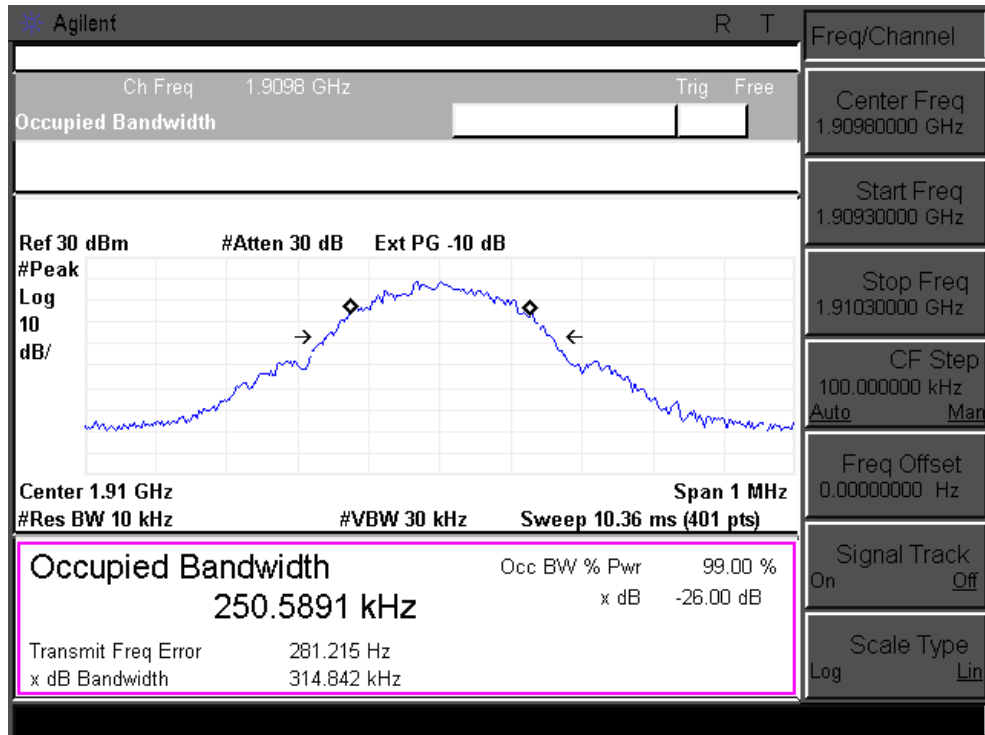 Agilent R T
Ch Freq 1.9098 GHz Trig Free
Occupied Bandwidth
Ref 30 dBm #Atten 30 dB Ext PG -10 dB
#Peak
Log
10
dB/
Center 1.91 GHz Span 1 MHz
#Res BW 10 kHz #VBW 30 kHz Sweep 10.36 ms (401 pts)
Occupied Bandwidth
250.5891 kHz
Occ BW % Pwr 99.00 %
x dB -26.00 dB
Transmit Freq Error 281.215 Hz
x dB Bandwidth 314.842 kHz
Freq/Channel
Center Freq
1.90980000 GHz
Start Freq
1.90930000 GHz
Stop Freq
1.91030000 GHz
CF Step
100.000000 kHz
Auto Man
Freq Offset
0.00000000 Hz
Signal Track
On Off
Scale Type
Log Lin